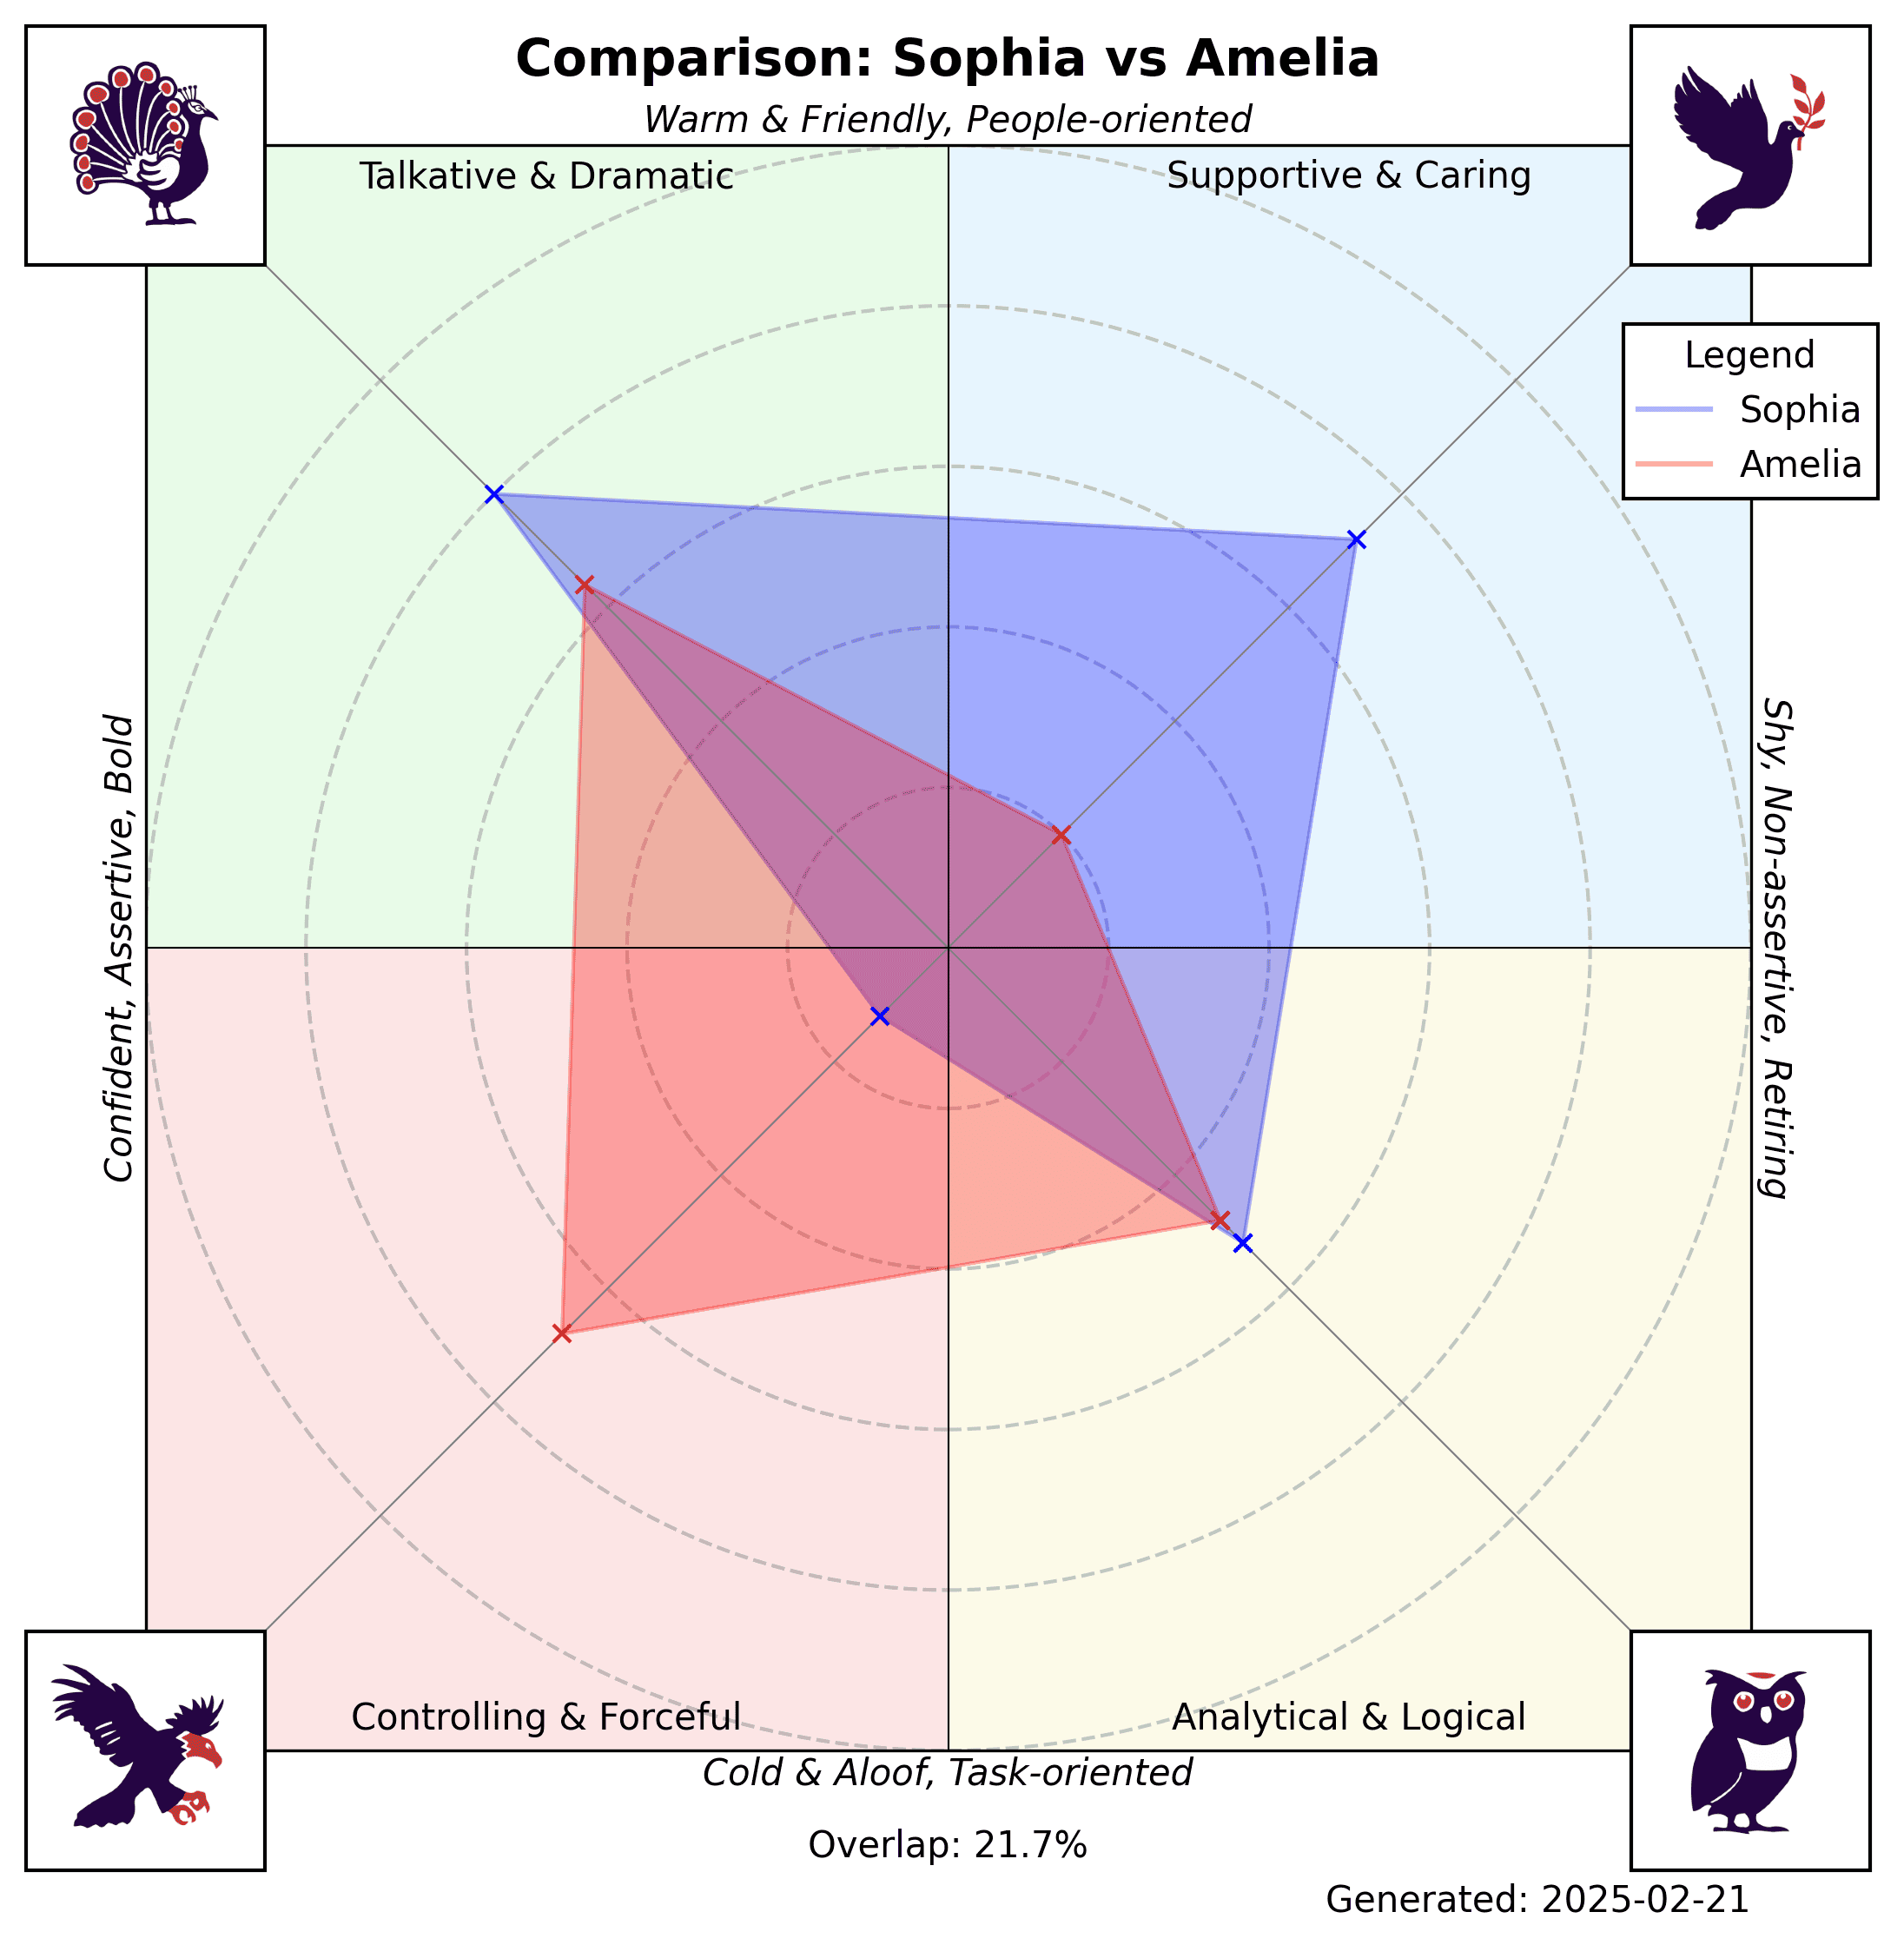 Comparison: Sophia vs Amelia
Warm & Friendly, People-oriented
Talkative & Dramatic
Supportive & Caring
Legend
Sophia
Amelia
Confident, Assertive, Bold
Shy, Non-assertive, Retiring
Controlling & Forceful
Analytical & Logical
Cold & Aloof, Task-oriented
Overlap: 21.7%
Generated: 2025-02-21